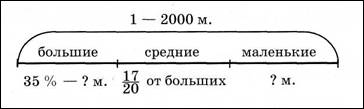 1 — 2000 м.
большие средние маленькие
35 % — ? м. 17/20 от больших ? м.